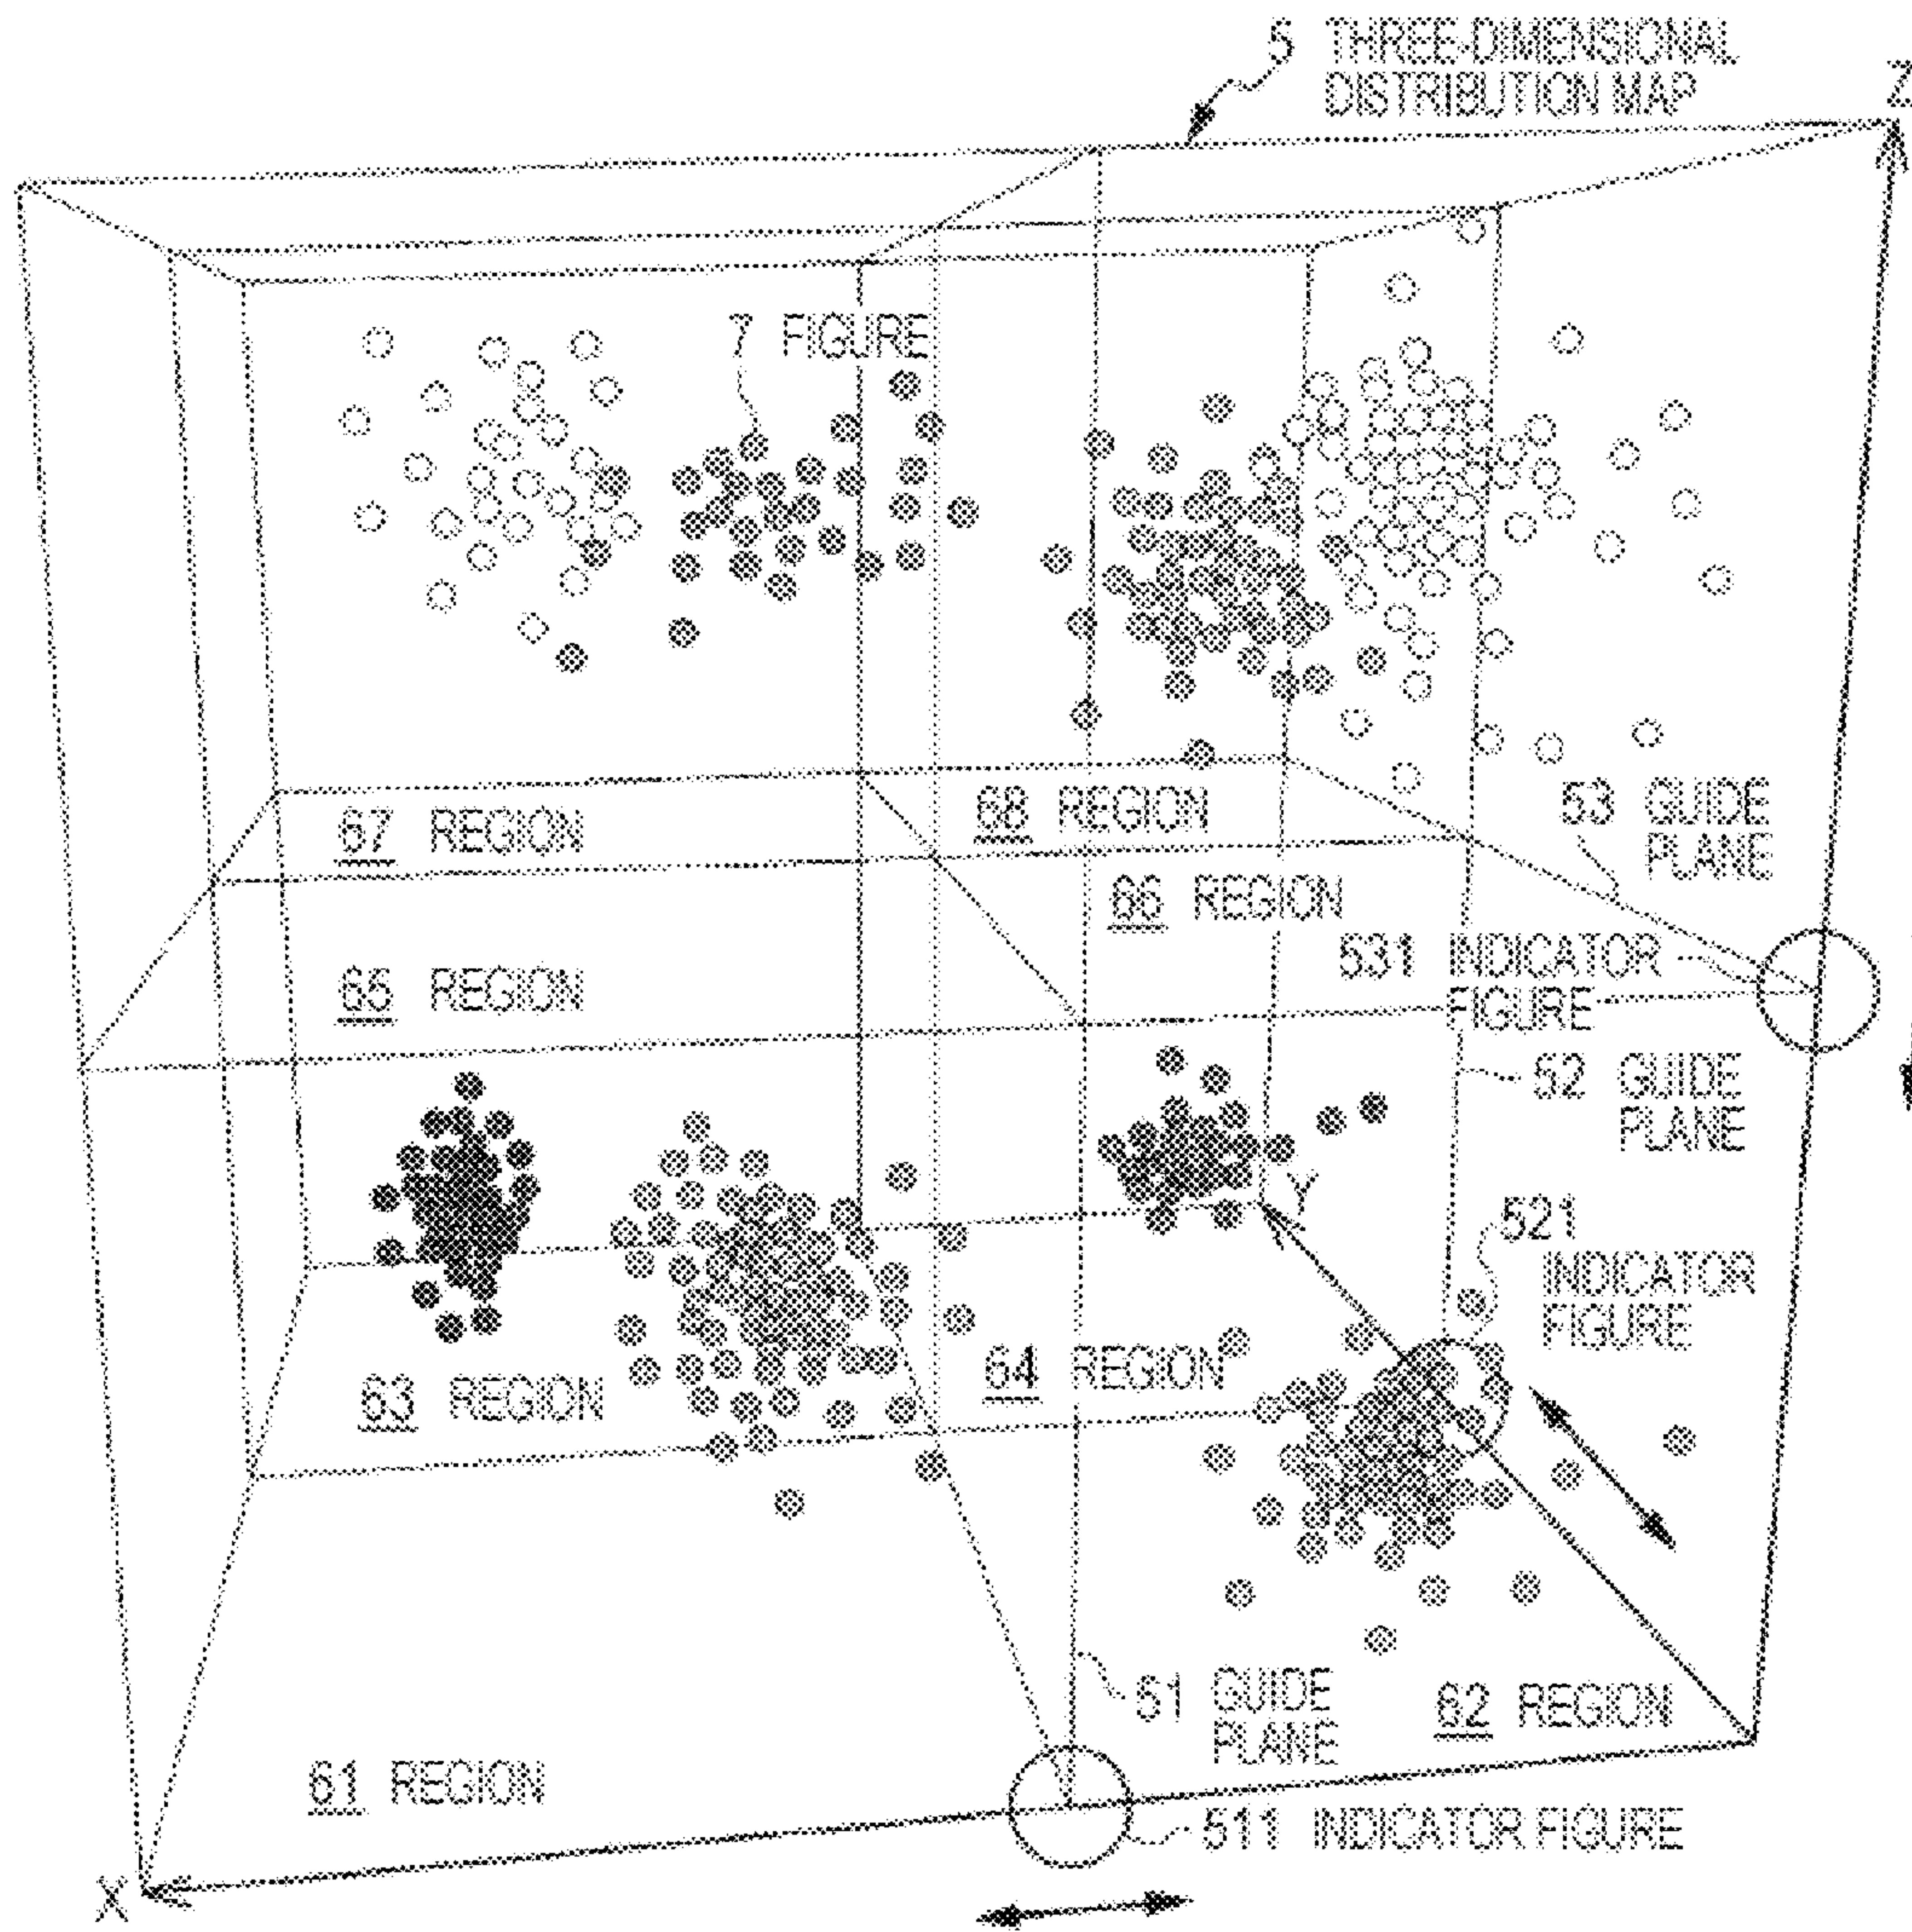 5 THREE-DIMENSIONAL
DISTRIBUTION MAP
Z
7 FIGURE
67 REGION
68 REGION
53 GUIDE
PLANE
66 REGION
531 INDICATOR
FIGURE
65 REGION
52 GUIDE
PLANE
Y
521
INDICATOR
FIGURE
64 REGION
63 REGION
51 GUIDE
PLANE
62 REGION
61 REGION
511 INDICATOR FIGURE
X